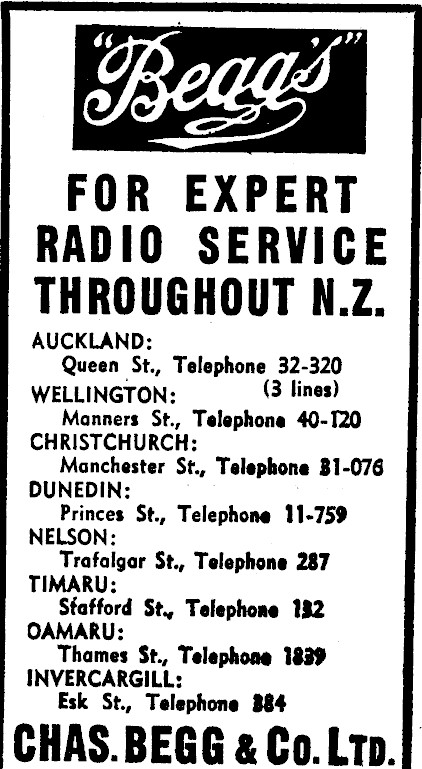 "Begg's"
FOR EXPERT
RADIO SERVICE
THROUGHOUT N.Z.
AUCKLAND:
Queen St., Telephone 32-320
(3 lines)
WELLINGTON:
Manners St., Telephone 40-120
CHRISTCHURCH:
Manchester St., Telephone 31-076
DUNEDIN:
Princes St., Telephone 11-759
NELSON:
Trafalgar St., Telephone 287
TIMARU:
Stafford St., Telephone 132
OAMARU:
Thames St., Telephone 1839
INVERCARGILL:
Esk St., Telephone
CHAS. BEGG & CO. LTD.